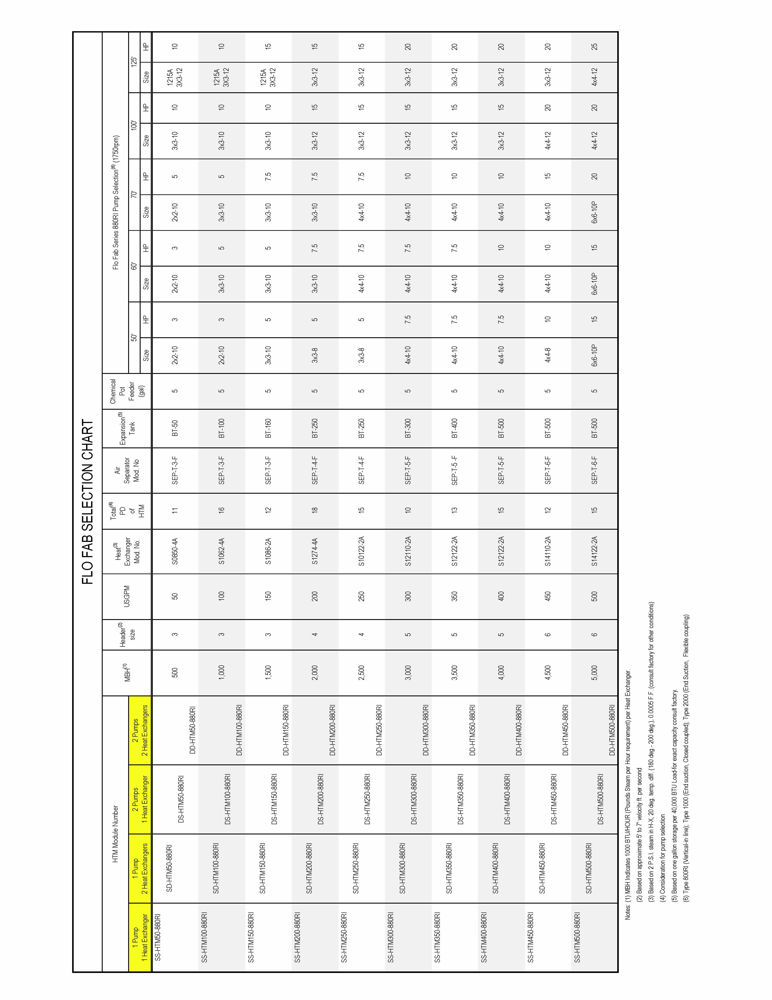 FLO FAB SELECTION CHART
HTM Module Number
MBH(1)
Header(2)
size
USGPM
Heat(3)
Exchanger
Mod. No.
Total(4)
PD
of
HTM
Air
Separator
Mod. No
Expansion(5)
Tank
Chemical
Pot
Feeder
(gal)
Flo Fab Series 880RI Pump Selection(6) (1750rpm)
1 Pump
1 Heat Exchanger
1 Pump
2 Heat Exchangers
2 Pumps
1 Heat Exchanger
2 Pumps
2 Heat Exchangers
50' 60' 70' 100' 125'
Size HP Size HP Size HP Size HP Size HP
SS-HTM50-880RI SD-HTM50-880RI DS-HTM50-880RI DD-HTM50-880RI 500 3 50 S0850-4A 11 SEP-T-3-F BT-50 5 2x2-10 3 2x2-10 3 2x2-10 5 3x3-10 10 1215A
3X3-12 10
SS-HTM100-880RI SD-HTM100-880RI DS-HTM100-880RI DD-HTM100-880RI 1,000 3 100 S1062-4A 16 SEP-T-3-F BT-100 5 2x2-10 3 3x3-10 5 3x3-10 5 3x3-10 10 1215A
3X3-12 10
SS-HTM150-880RI SD-HTM150-880RI DS-HTM150-880RI DD-HTM150-880RI 1,500 3 150 S1086-2A 12 SEP-T-3-F BT-160 5 3x3-10 5 3x3-10 5 3x3-10 7.5 3x3-10 10 1215A
3X3-12 15
SS-HTM200-880RI SD-HTM200-880RI DS-HTM200-880RI DD-HTM200-880RI 2,000 4 200 S1274-4A 18 SEP-T-4-F BT-250 5 3x3-8 5 3x3-10 7.5 3x3-10 7.5 3x3-12 15 3x3-12 15
SS-HTM250-880RI SD-HTM250-880RI DS-HTM250-880RI DD-HTM250-880RI 2,500 4 250 S10122-2A 15 SEP-T-4-F BT-250 5 3x3-8 5 4x4-10 7.5 4x4-10 7.5 3x3-12 15 3x3-12 15
SS-HTM300-880RI SD-HTM300-880RI DS-HTM300-880RI DD-HTM300-880RI 3,000 5 300 S12110-2A 10 SEP-T-5-F BT-300 5 4x4-10 7.5 4x4-10 7.5 4x4-10 10 3x3-12 15 3x3-12 20
SS-HTM350-880RI SD-HTM350-880RI DS-HTM350-880RI DD-HTM350-880RI 3,500 5 350 S12122-2A 13 SEP-T-5 -F BT-400 5 4x4-10 7.5 4x4-10 7.5 4x4-10 10 3x3-12 15 3x3-12 20
SS-HTM400-880RI SD-HTM400-880RI DS-HTM400-880RI DD-HTM400-880RI 4,000 5 400 S12122-2A 15 SEP-T-5-F BT-500 5 4x4-10 7.5 4x4-10 10 4x4-10 10 3x3-12 15 3x3-12 20
SS-HTM450-880RI SD-HTM450-880RI DS-HTM450-880RI DD-HTM450-880RI 4,500 6 450 S14110-2A 12 SEP-T-6-F BT-500 5 4x4-8 10 4x4-10 10 4x4-10 15 4x4-12 20 3x3-12 20
SS-HTM500-880RI SD-HTM500-880RI DS-HTM500-880RI DD-HTM500-880RI 5,000 6 500 S14122-2A 15 SEP-T-6-F BT-500 5 6x6-10P 15 6x6-10P 15 6x6-10P 20 4x4-12 20 4x4-12 25
Notes: (1) MBH Indicates 1000 BTU/HOUR (Pounds Steam per Hour requirement) per Heat Exchanger.
(2) Based on approximate 5' to 7' velocity ft. per second
(3) Based on 2 P.S.I. steam in H-X, 20 deg. temp. diff. (180 deg.- 200 deg.), 0.0005 F.F. (consult factory for other conditions)
(4) Consideration for pump selection
(5) Based on one gallon storage per 40,000 BTU Load-for exact capacity consult factory.
(6) Type 800RI (Vertical-in·line); Type 1000 (End suction, Closed coupled); Type 2000 (End Suction, Flexible coupling)